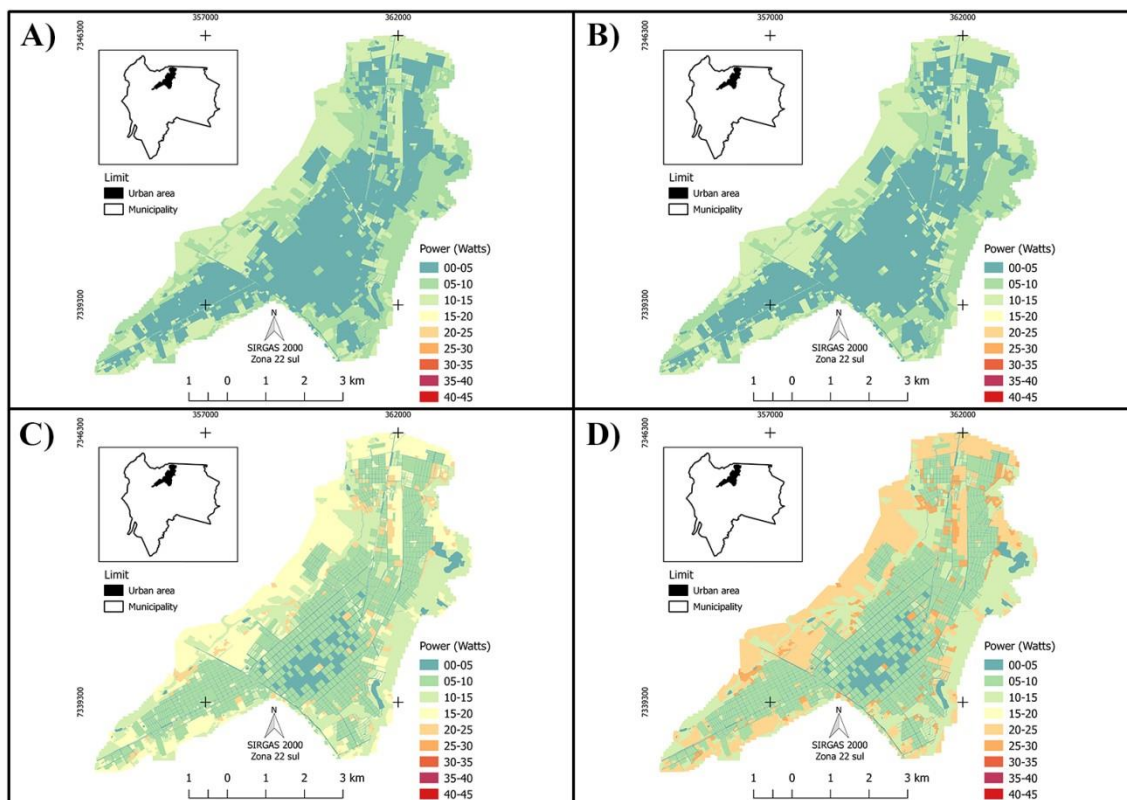 A)
357000
362000
7346300
Limit
Urban area
Municipality
7339300
N
SIRGAS 2000
Zona 22 sul
1 0 1 2 3 km
Power (Watts)
00-05
05-10
10-15
15-20
20-25
25-30
30-35
35-40
40-45
B)
357000
362000
7346300
Limit
Urban area
Municipality
7339300
N
SIRGAS 2000
Zona 22 sul
1 0 1 2 3 km
Power (Watts)
00-05
05-10
10-15
15-20
20-25
25-30
30-35
35-40
40-45
C)
357000
362000
7346300
Limit
Urban area
Municipality
7339300
N
SIRGAS 2000
Zona 22 sul
1 0 1 2 3 km
Power (Watts)
00-05
05-10
10-15
15-20
20-25
25-30
30-35
35-40
40-45
D)
357000
362000
7346300
Limit
Urban area
Municipality
7339300
N
SIRGAS 2000
Zona 22 sul
1 0 1 2 3 km
Power (Watts)
00-05
05-10
10-15
15-20
20-25
25-30
30-35
35-40
40-45